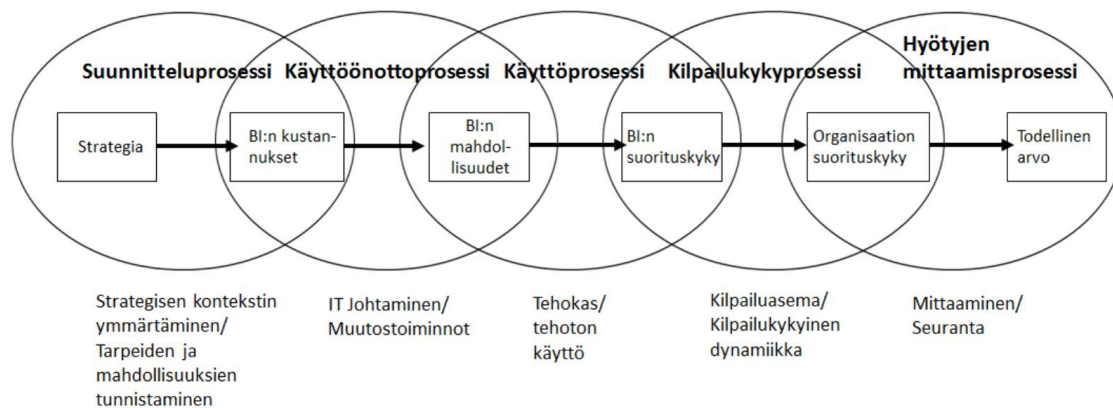 Suunnitteluprosessi
Käyttöönottoprosessi
Käyttöprosessi
Kilpailukykyprosessi
Hyötyjen
mittaamisprosessi
Strategia
BI:n kustan-
nukset
BI:n
mahdol-
lisuudet
BI:n
suorituskyky
Organisaation
suorituskyky
Todellinen
arvo
Strategisen kontekstin
ymmärtäminen/
Tarpeiden ja
mahdollisuuksien
tunnistaminen
IT Johtaminen/
Muutostoiminnot
Tehokas/
tehoton
käyttö
Kilpailuasema/
Kilpailukykyinen
dynamiikka
Mittaaminen/
Seuranta